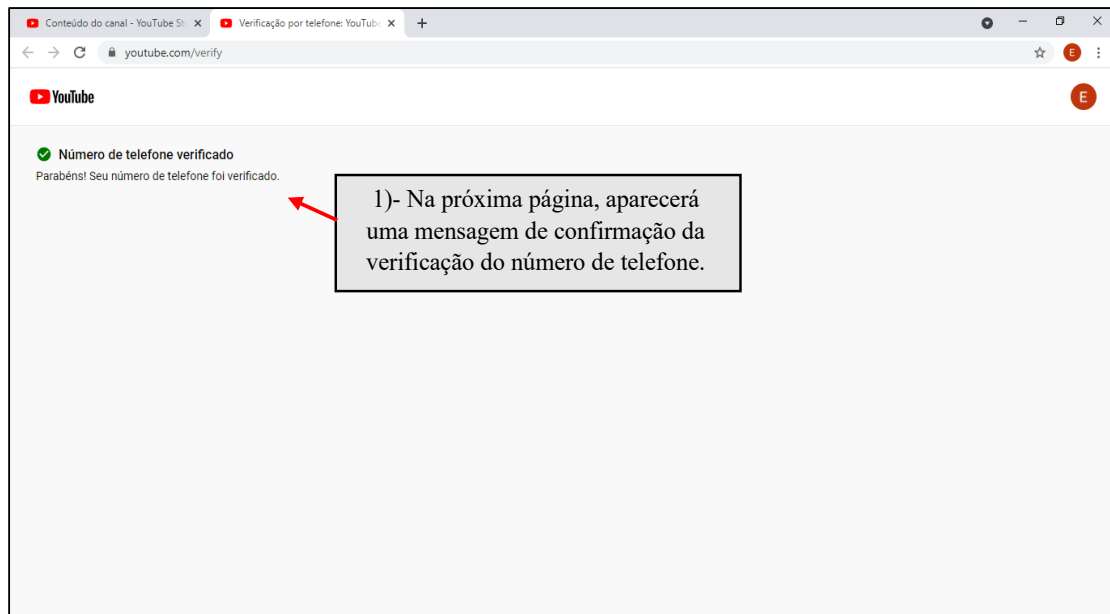 Conteúdo do canal - YouTube St
Verificação por telefone: YouTube
youtube.com/verify
E
YouTube
E
Número de telefone verificado
Parabéns! Seu número de telefone foi verificado.
1)- Na próxima página, aparecerá
uma mensagem de confirmação da
verificação do número de telefone.